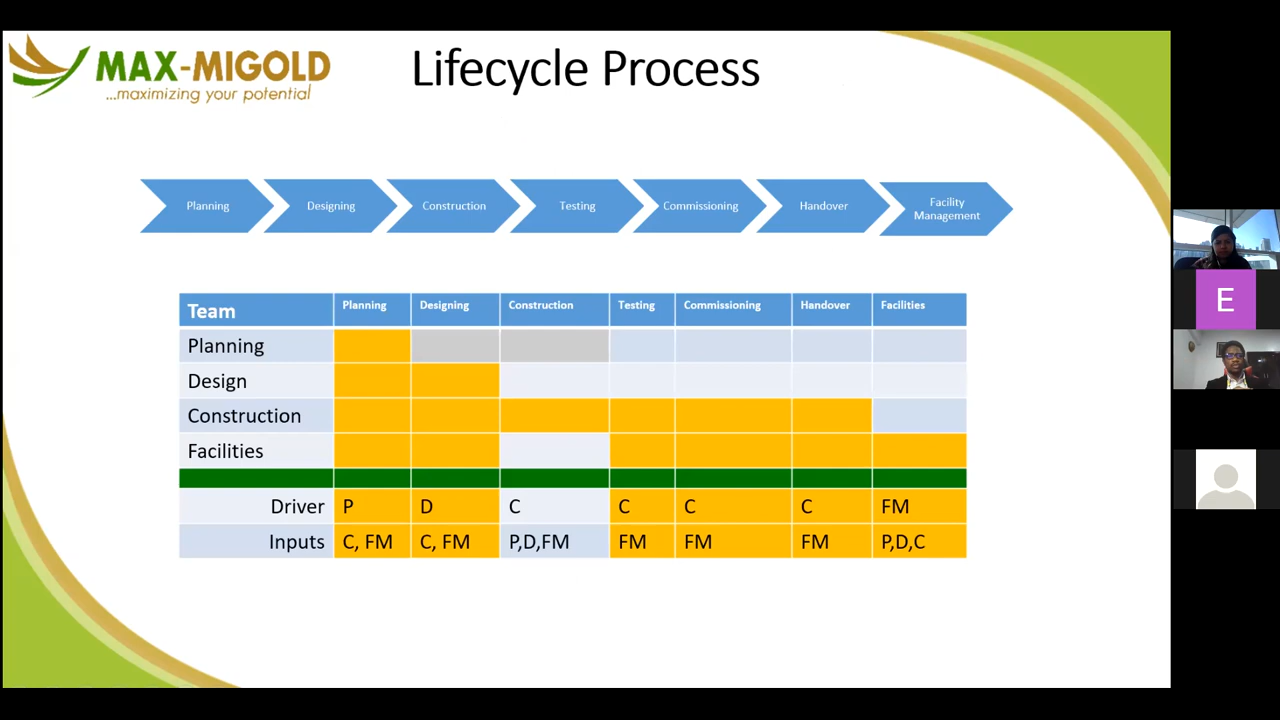 MAX-MIGOLD
...maximizing your potential
Lifecycle Process
Planning
Designing
Construction
Testing
Commissioning
Handover
Facility
Management
Team Planning Designing Construction Testing Commissioning Handover Facilities
Planning
Design
Construction
Facilities
Driver P D C C C C FM
Inputs C, FM C, FM P,D,FM FM FM FM P,D,C
E